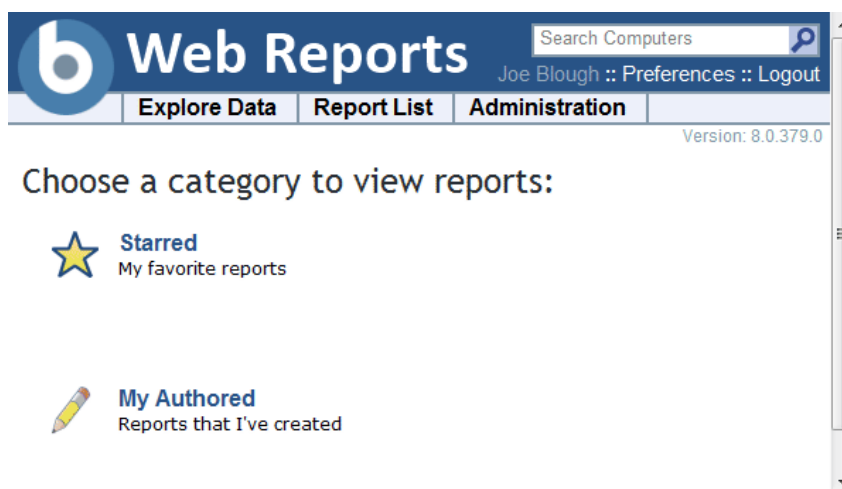 b Web Reports
Search Computers
Joe Blough :: Preferences :: Logout
Explore Data Report List Administration
Version: 8.0.379.0
Choose a category to view reports:
Starred
My favorite reports
My Authored
Reports that I've created